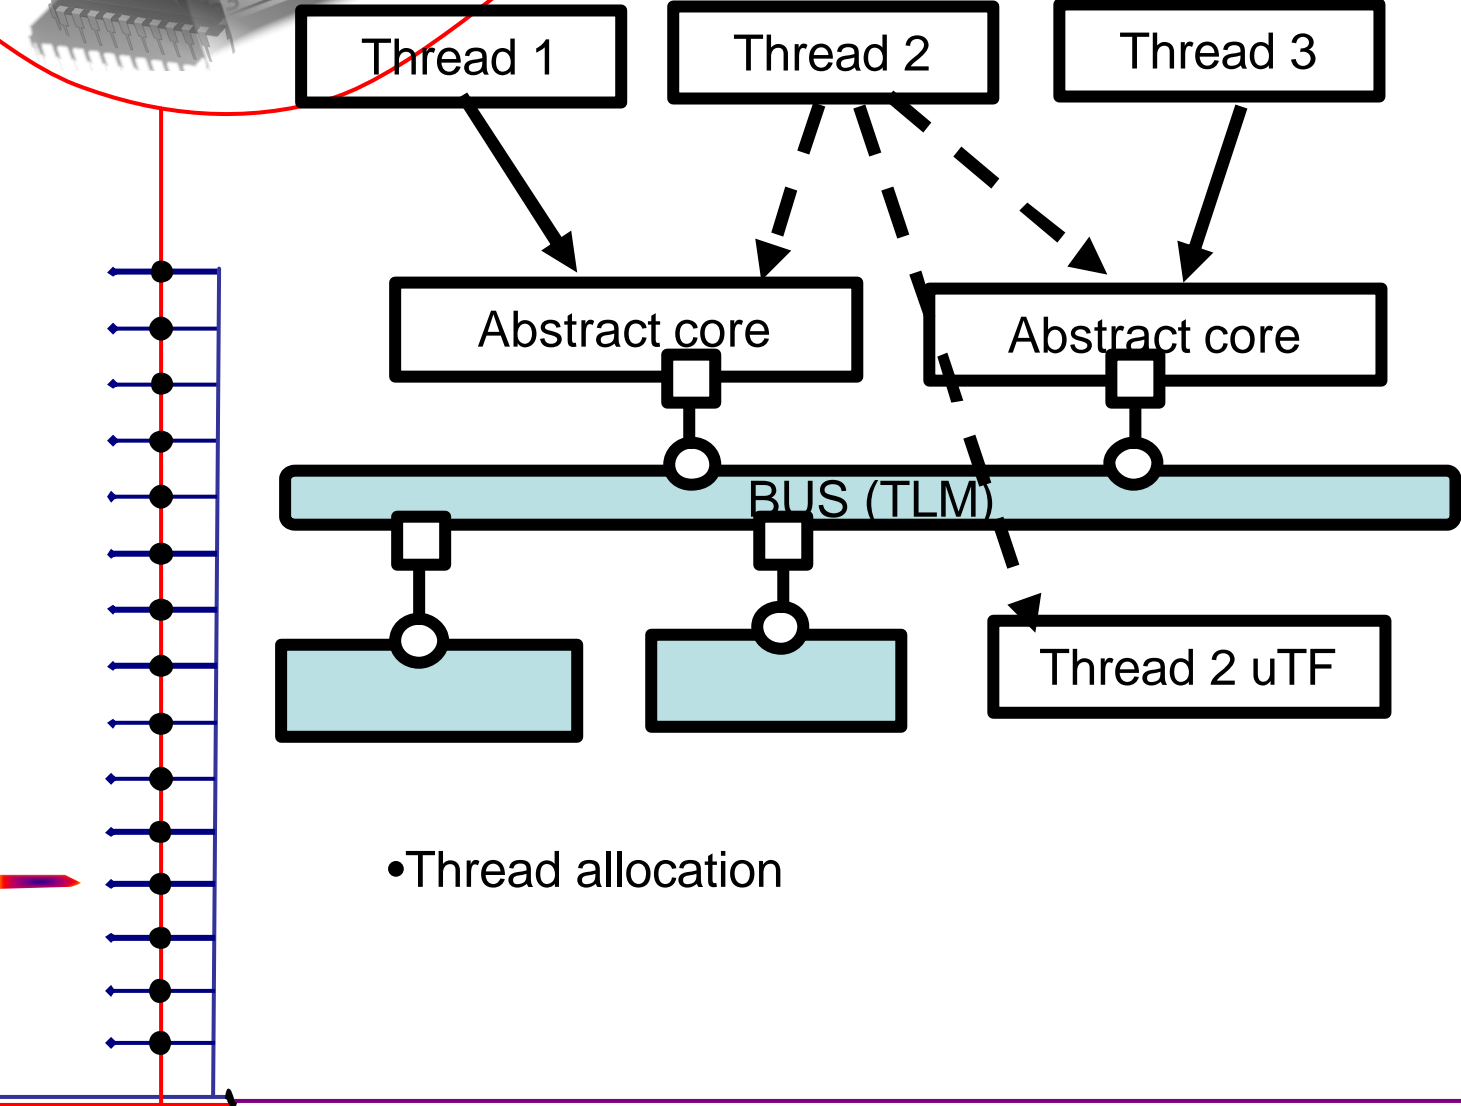 Thread 1
Thread 2
Thread 3
Abstract core
Abstract core
BUS (TLM)
Thread 2 uTF
•Thread allocation